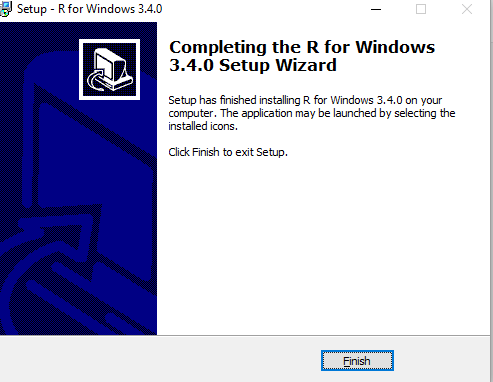 Setup - R for Windows 3.4.0
Completing the R for Windows
3.4.0 Setup Wizard
Setup has finished installing R for Windows 3.4.0 on your
computer. The application may be launched by selecting the
installed icons.
Click Finish to exit Setup.
Finish